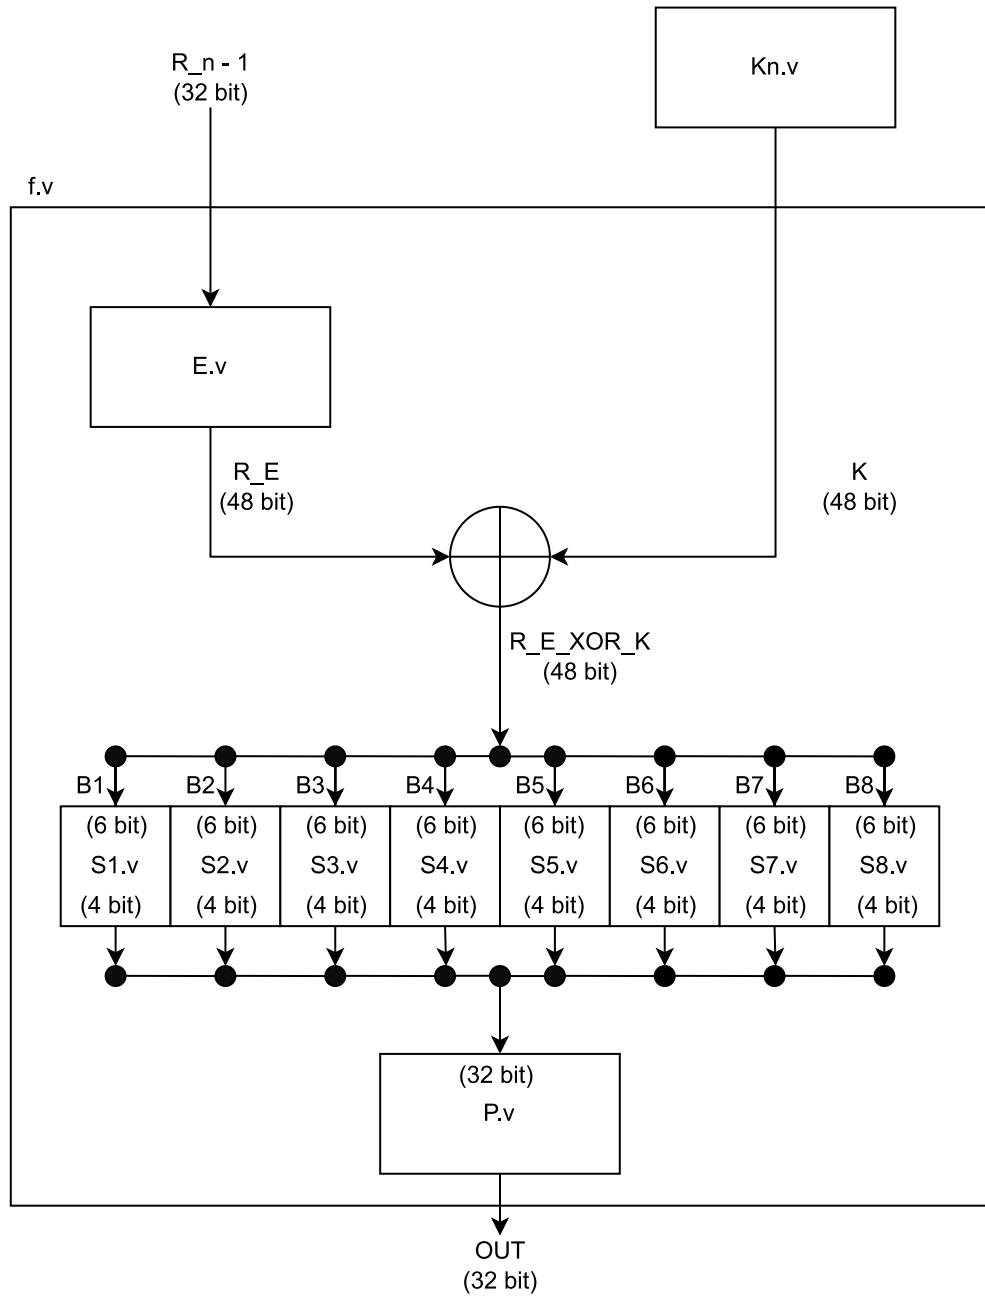 R_n - 1
(32 bit)
Kn.v
f.v
E.v
R_E
(48 bit)
K
(48 bit)
R_E_XOR_K
(48 bit)
B1 B2 B3 B4 B5 B6 B7 B8
(6 bit) (6 bit) (6 bit) (6 bit) (6 bit) (6 bit) (6 bit) (6 bit)
S1.v S2.v S3.v S4.v S5.v S6.v S7.v S8.v
(4 bit) (4 bit) (4 bit) (4 bit) (4 bit) (4 bit) (4 bit) (4 bit)
(32 bit)
P.v
OUT
(32 bit)